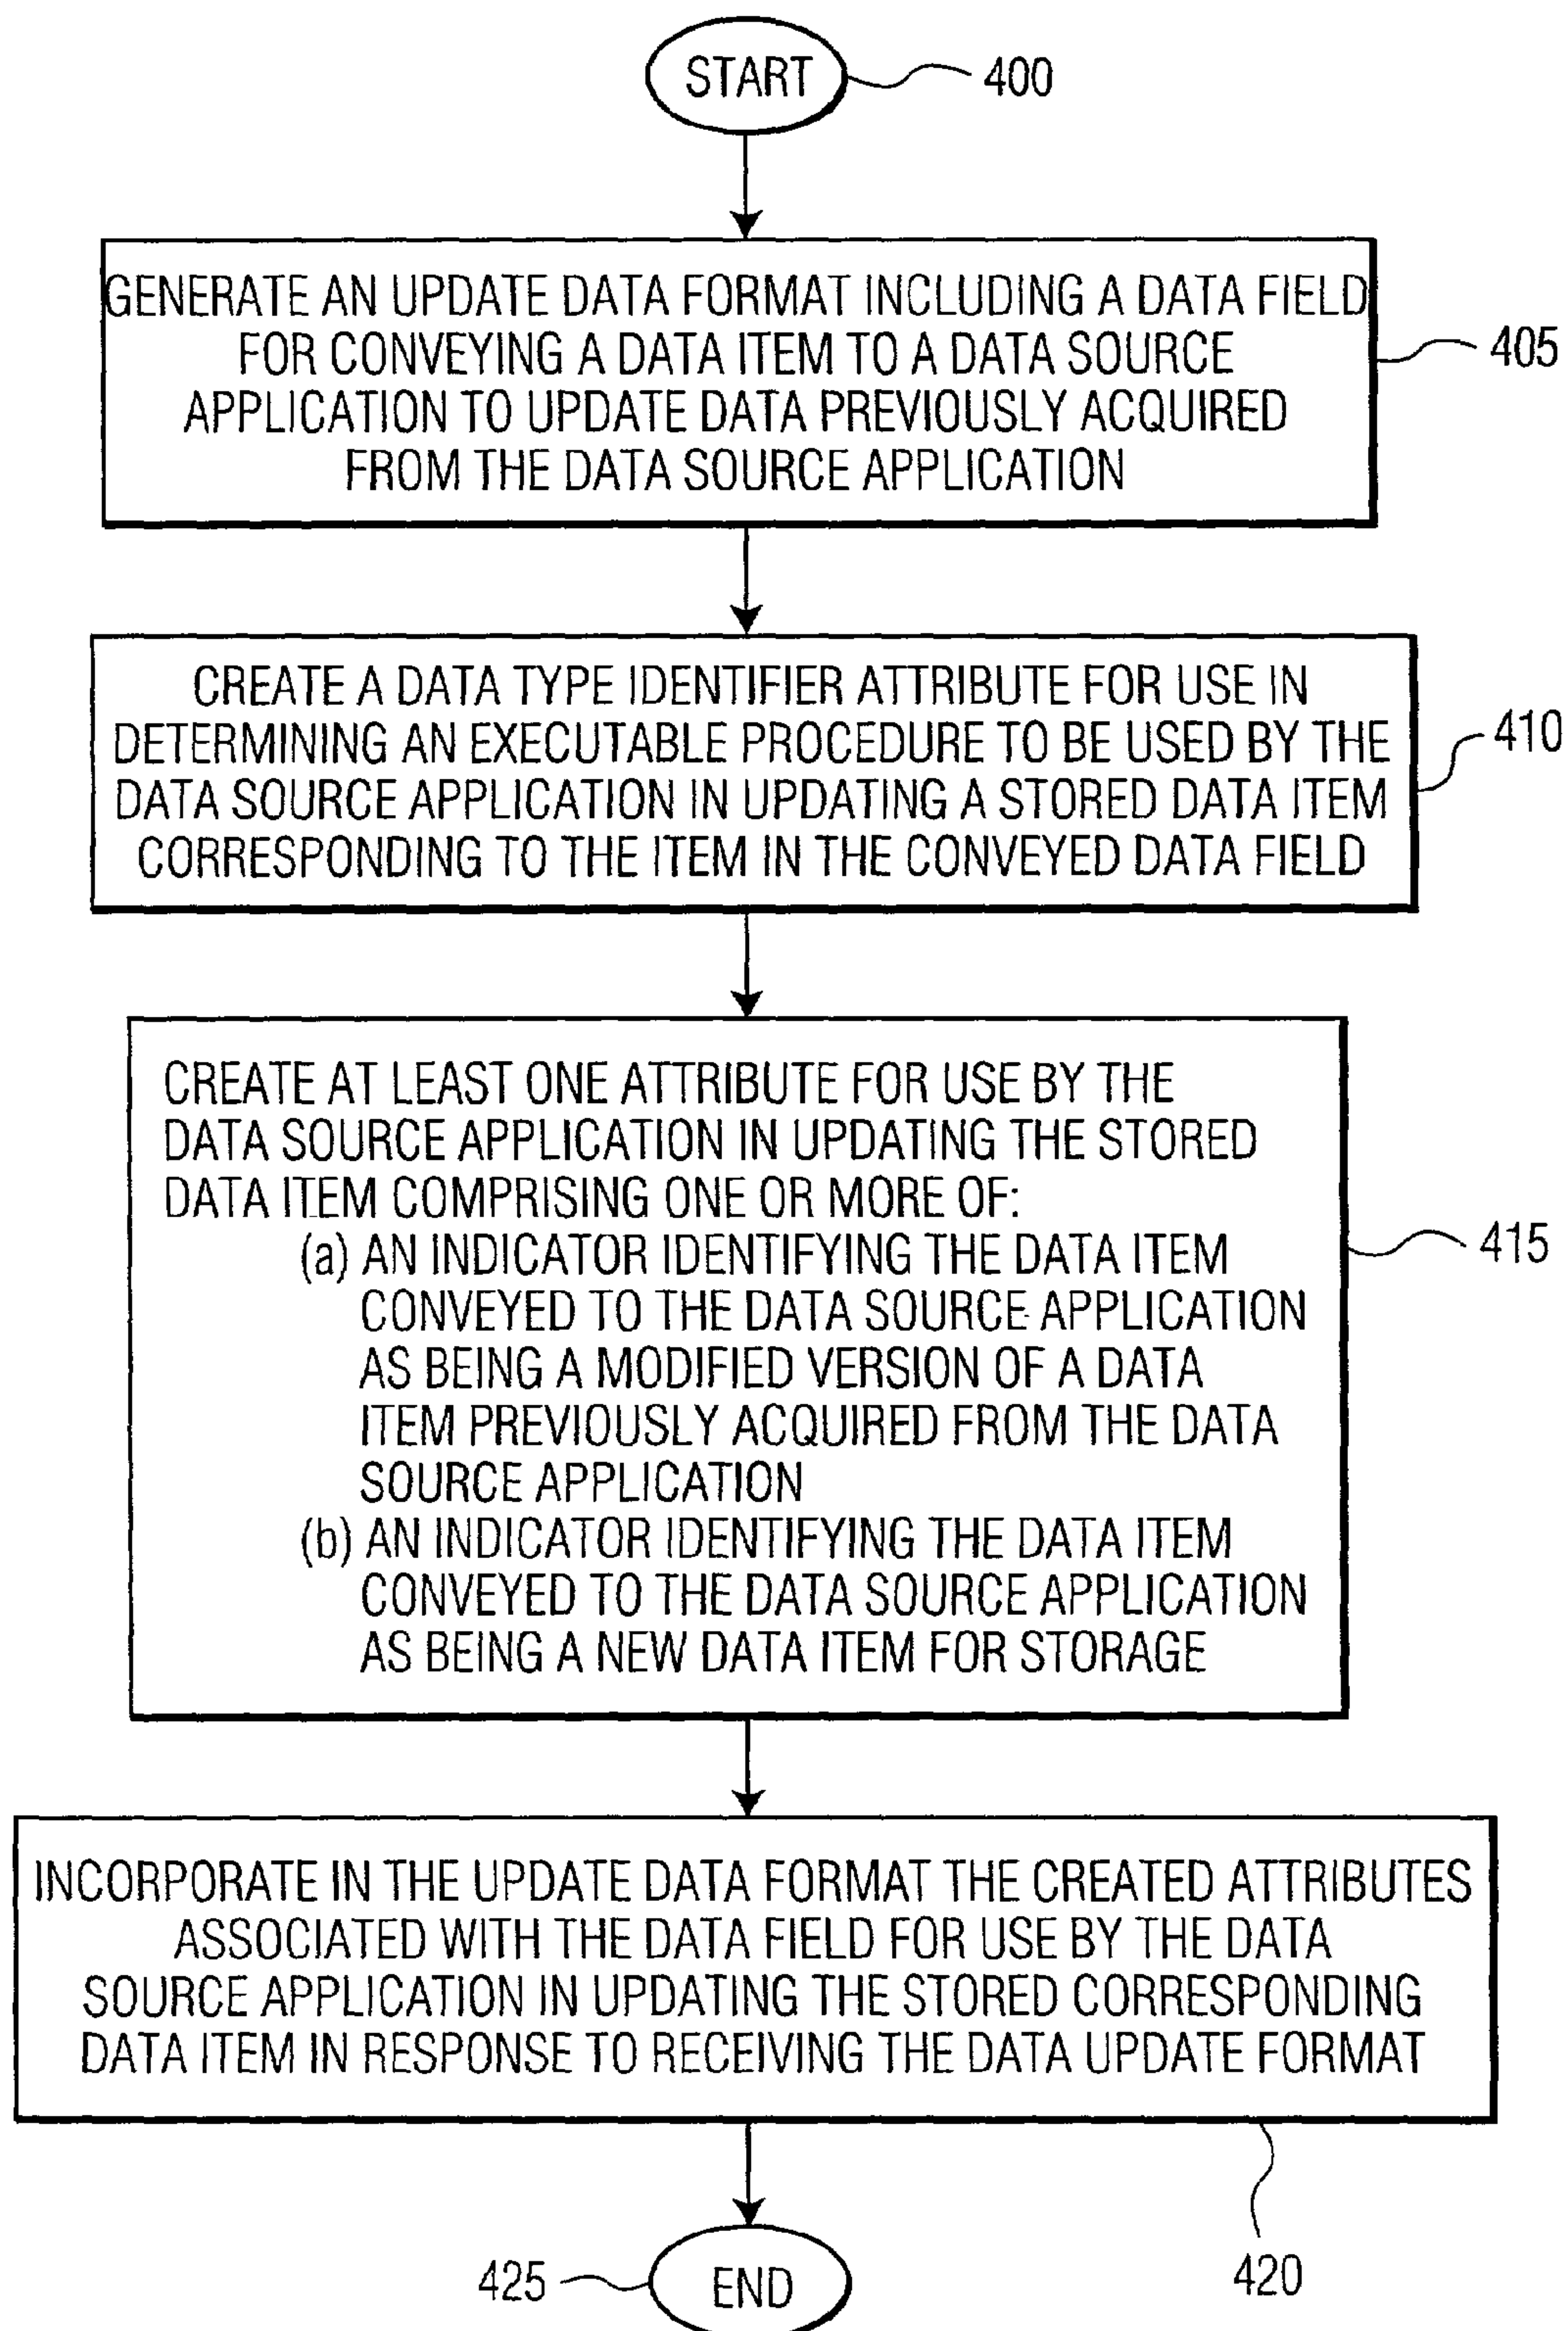 START
400
GENERATE AN UPDATE DATA FORMAT INCLUDING A DATA FIELD
FOR CONVEYING A DATA ITEM TO A DATA SOURCE
APPLICATION TO UPDATE DATA PREVIOUSLY ACQUIRED
FROM THE DATA SOURCE APPLICATION
405
CREATE A DATA TYPE IDENTIFIER ATTRIBUTE FOR USE IN
DETERMINING AN EXECUTABLE PROCEDURE TO BE USED BY THE
DATA SOURCE APPLICATION IN UPDATING A STORED DATA ITEM
CORRESPONDING TO THE ITEM IN THE CONVEYED DATA FIELD
410
CREATE AT LEAST ONE ATTRIBUTE FOR USE BY THE
DATA SOURCE APPLICATION IN UPDATING THE STORED
DATA ITEM COMPRISING ONE OR MORE OF:
(a) AN INDICATOR IDENTIFYING THE DATA ITEM
CONVEYED TO THE DATA SOURCE APPLICATION
AS BEING A MODIFIED VERSION OF A DATA
ITEM PREVIOUSLY ACQUIRED FROM THE DATA
SOURCE APPLICATION
(b) AN INDICATOR IDENTIFYING THE DATA ITEM
CONVEYED TO THE DATA SOURCE APPLICATION
AS BEING A NEW DATA ITEM FOR STORAGE
415
INCORPORATE IN THE UPDATE DATA FORMAT THE CREATED ATTRIBUTES
ASSOCIATED WITH THE DATA FIELD FOR USE BY THE DATA
SOURCE APPLICATION IN UPDATING THE STORED CORRESPONDING
DATA ITEM IN RESPONSE TO RECEIVING THE DATA UPDATE FORMAT
420
425
END